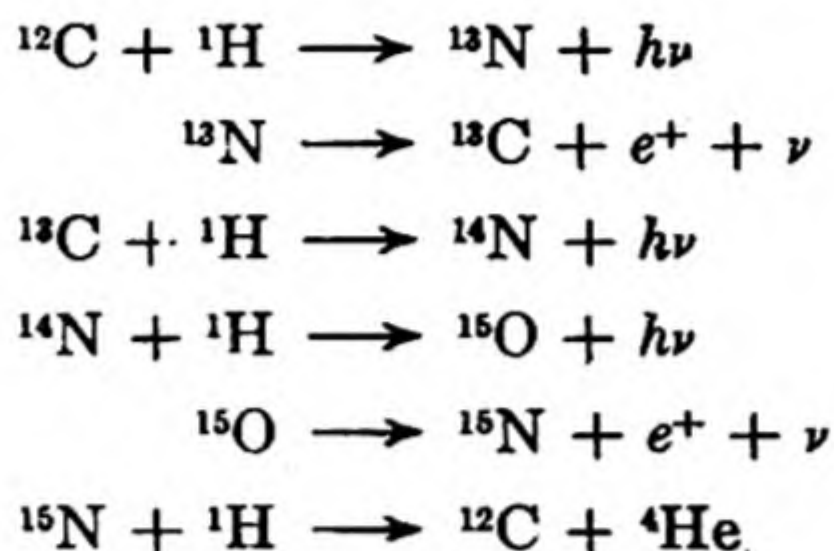 ¹²C + ¹H ⟶ ¹³N + hν
¹³N ⟶ ¹³C + e⁺ + ν
¹³C + ¹H ⟶ ¹⁴N + hν
¹⁴N + ¹H ⟶ ¹⁵O + hν
¹⁵O ⟶ ¹⁵N + e⁺ + ν
¹⁵N + ¹H ⟶ ¹²C + ⁴He